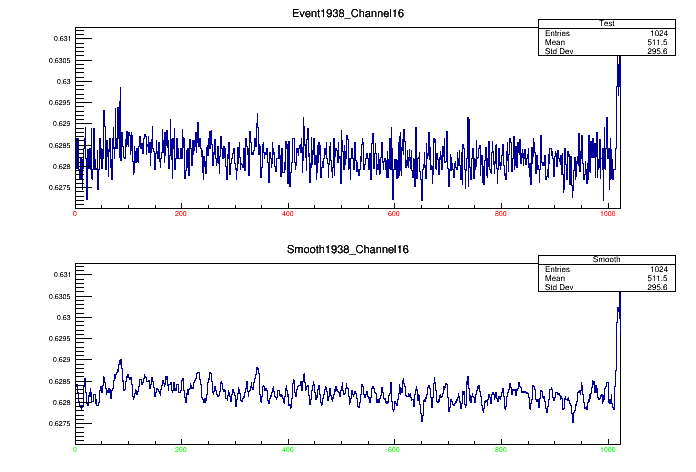 Event1938_Channel16
Test
Entries 1024
Mean 511.5
Std Dev 295.6
0.631
0.6305
0.63
0.6295
0.629
0.6285
0.628
0.6275
0 200 400 600 800 1000
Smooth1938_Channel16
Smooth
Entries 1024
Mean 511.5
Std Dev 295.6
0.631
0.6305
0.63
0.6295
0.629
0.6285
0.628
0.6275
0 200 400 600 800 1000